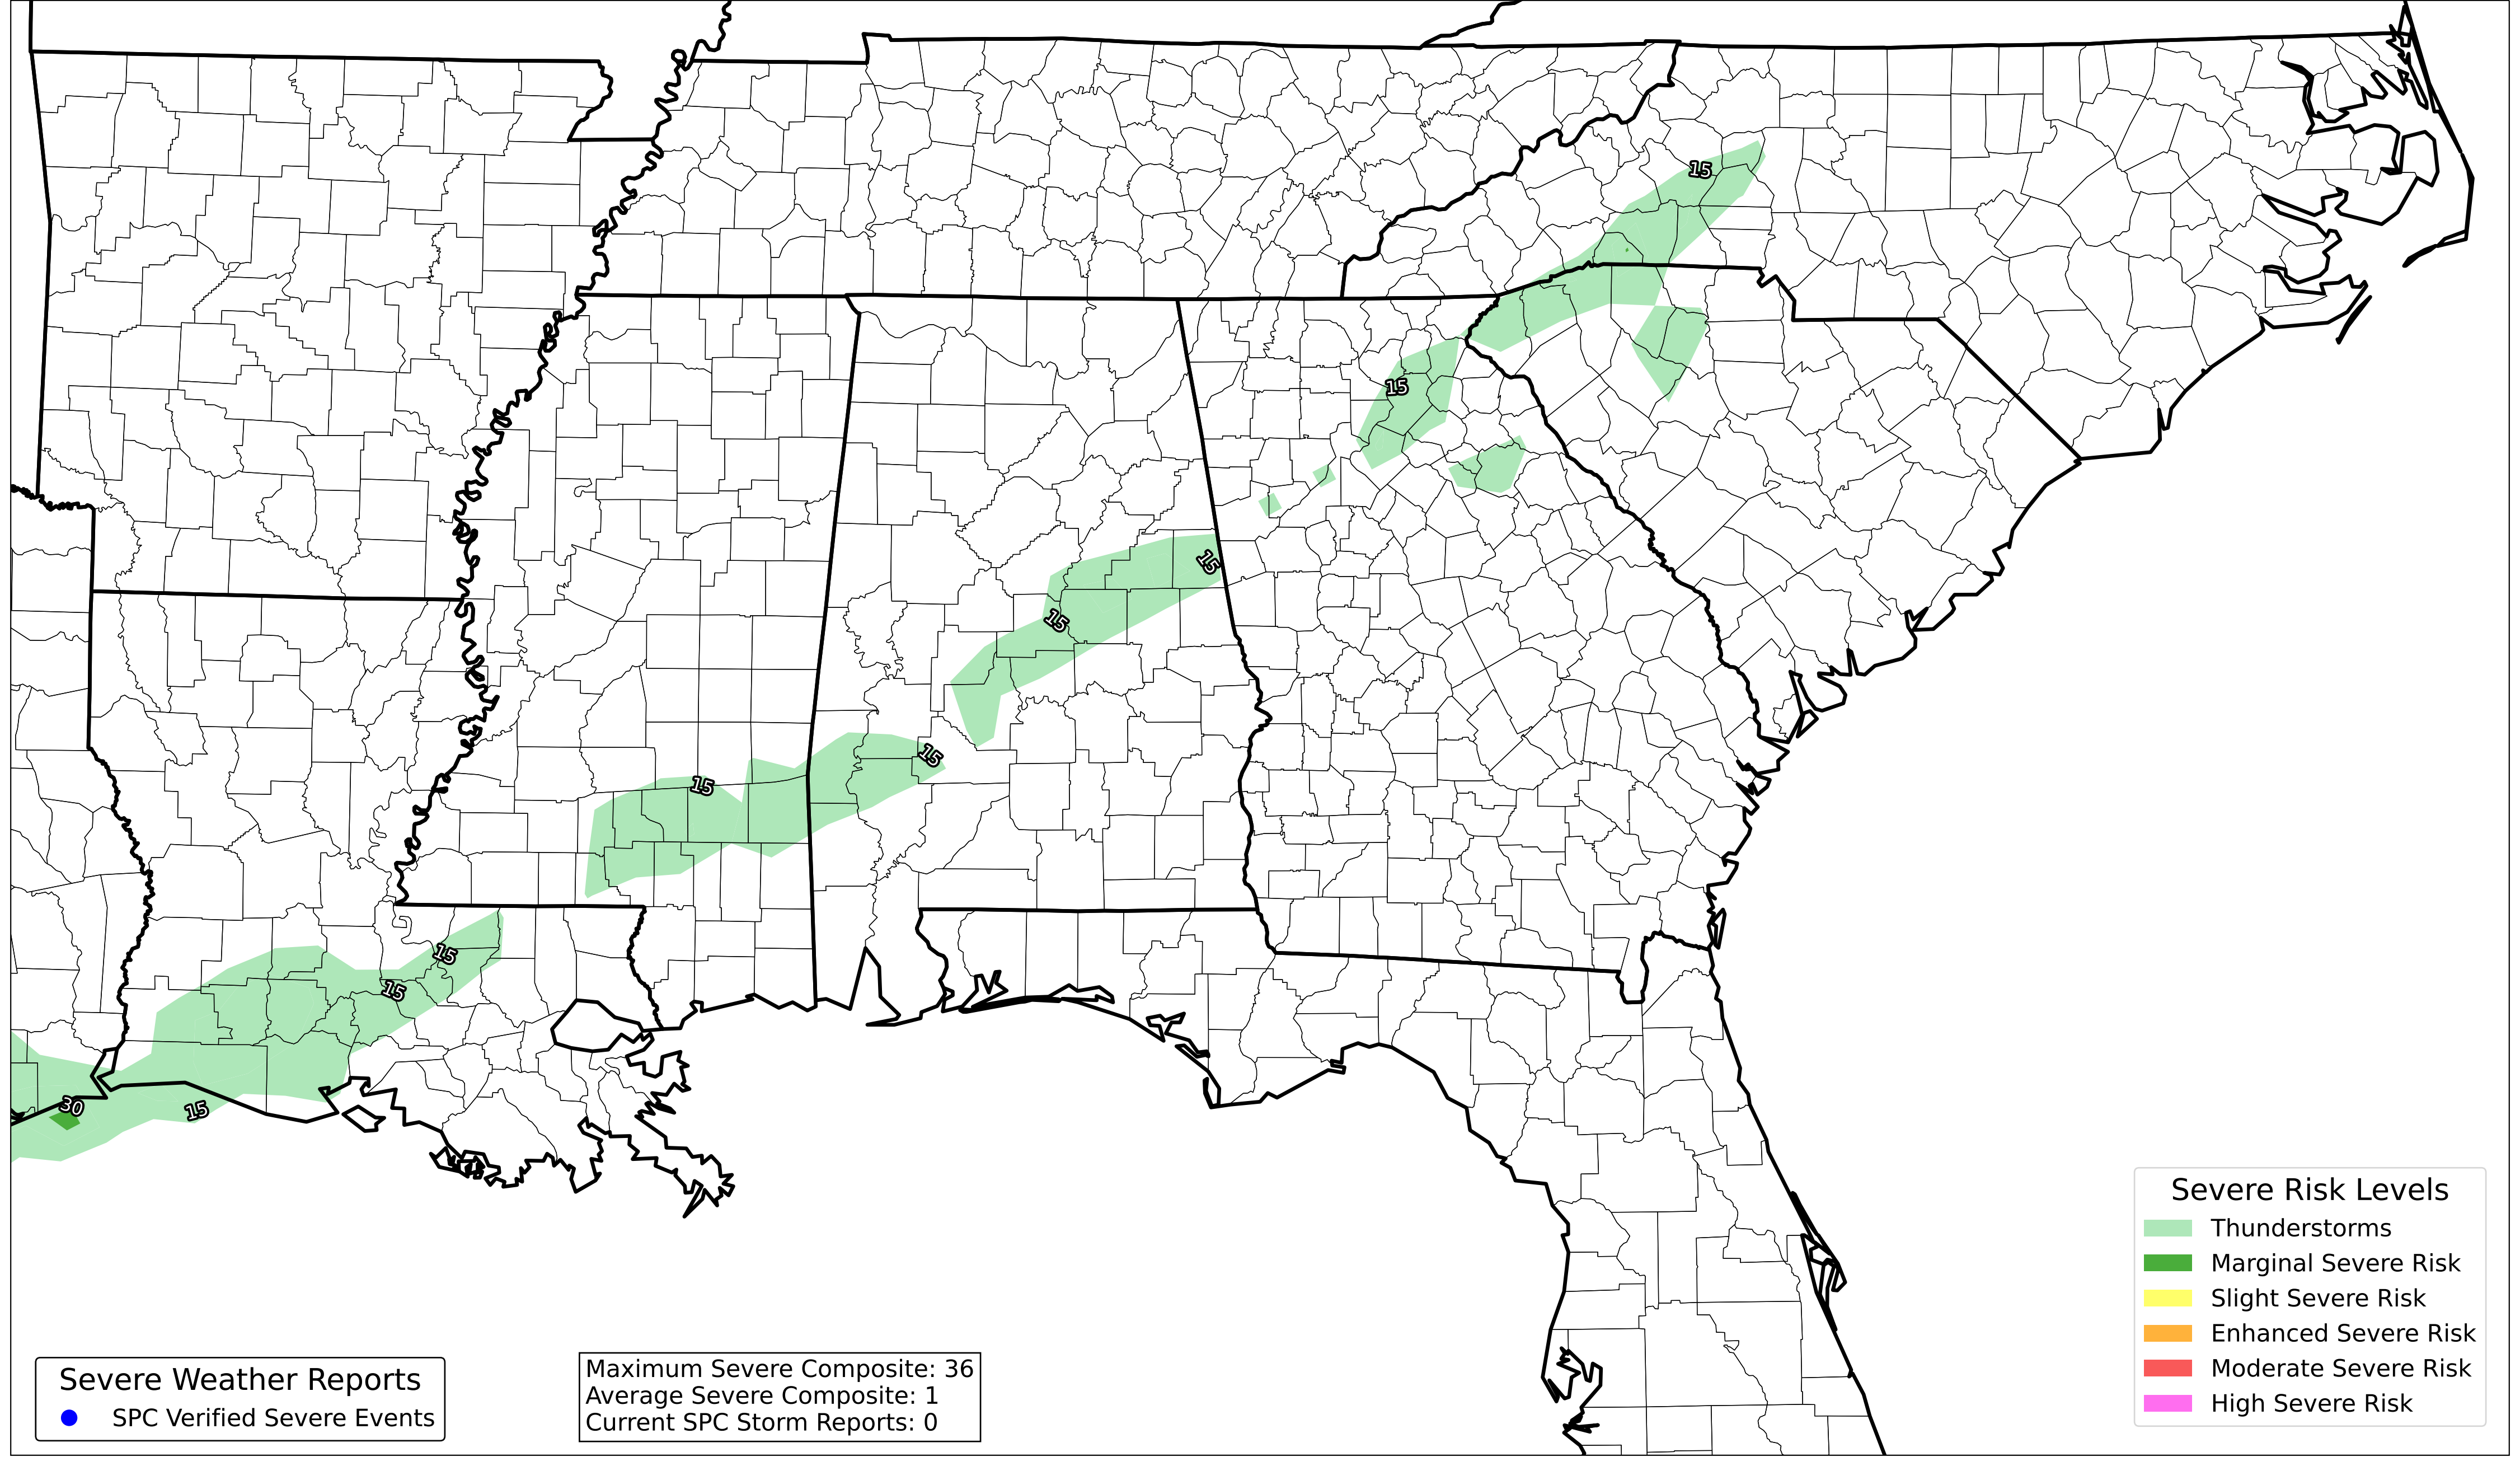 15
15
15
15
15
15
15
15
30
15
Severe Risk Levels
Thunderstorms
Marginal Severe Risk
Slight Severe Risk
Enhanced Severe Risk
Moderate Severe Risk
High Severe Risk
Severe Weather Reports
SPC Verified Severe Events
Maximum Severe Composite: 36
Average Severe Composite: 1
Current SPC Storm Reports: 0